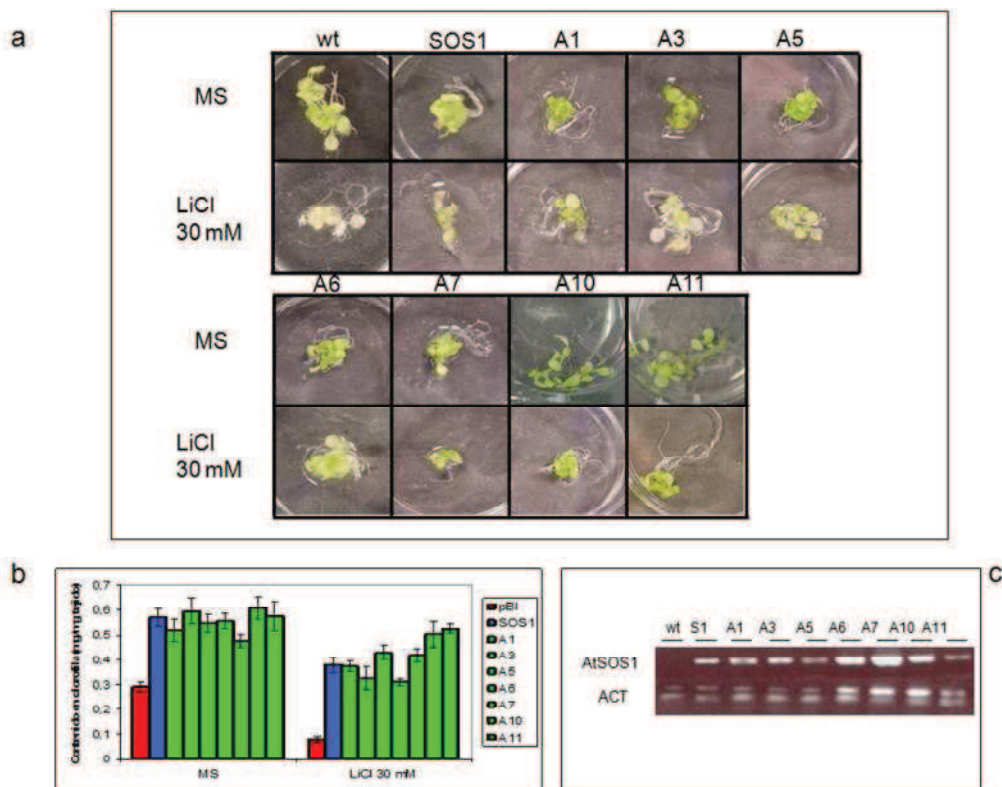 a
wt SOS1 A1 A3 A5
MS
LiCl
30 mM
A6 A7 A10 A11
MS
LiCl
30 mM
b
0,7
0,6
0,5
0,4
0,3
0,2
0,1
0
MS LiCl 30 mM
pBI
SOS1
A1
A3
A5
A6
A7
A10
A11
c
wt S1 A1 A3 A5 A6 A7 A10 A11
AtSOS1
ACT